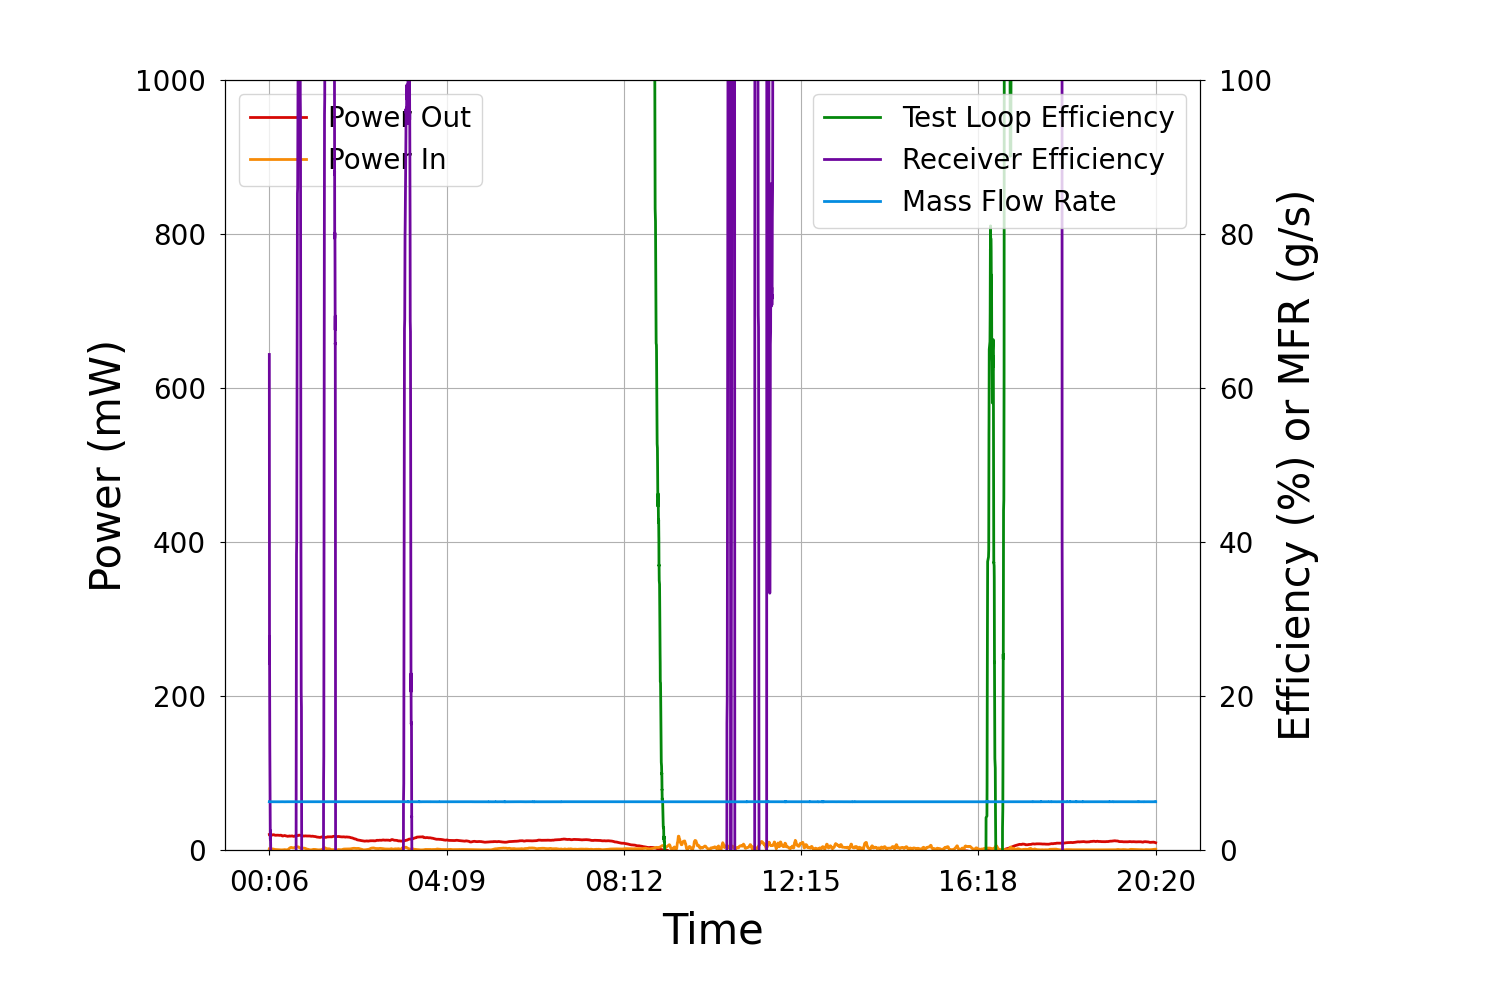 1000
800
600
400
200
0
Power (mW)
Power Out
Power In
Test Loop Efficiency
Receiver Efficiency
Mass Flow Rate
100
80
60
40
20
0
Efficiency (%) or MFR (g/s)
00:06 04:09 08:12 12:15 16:18 20:20
Time